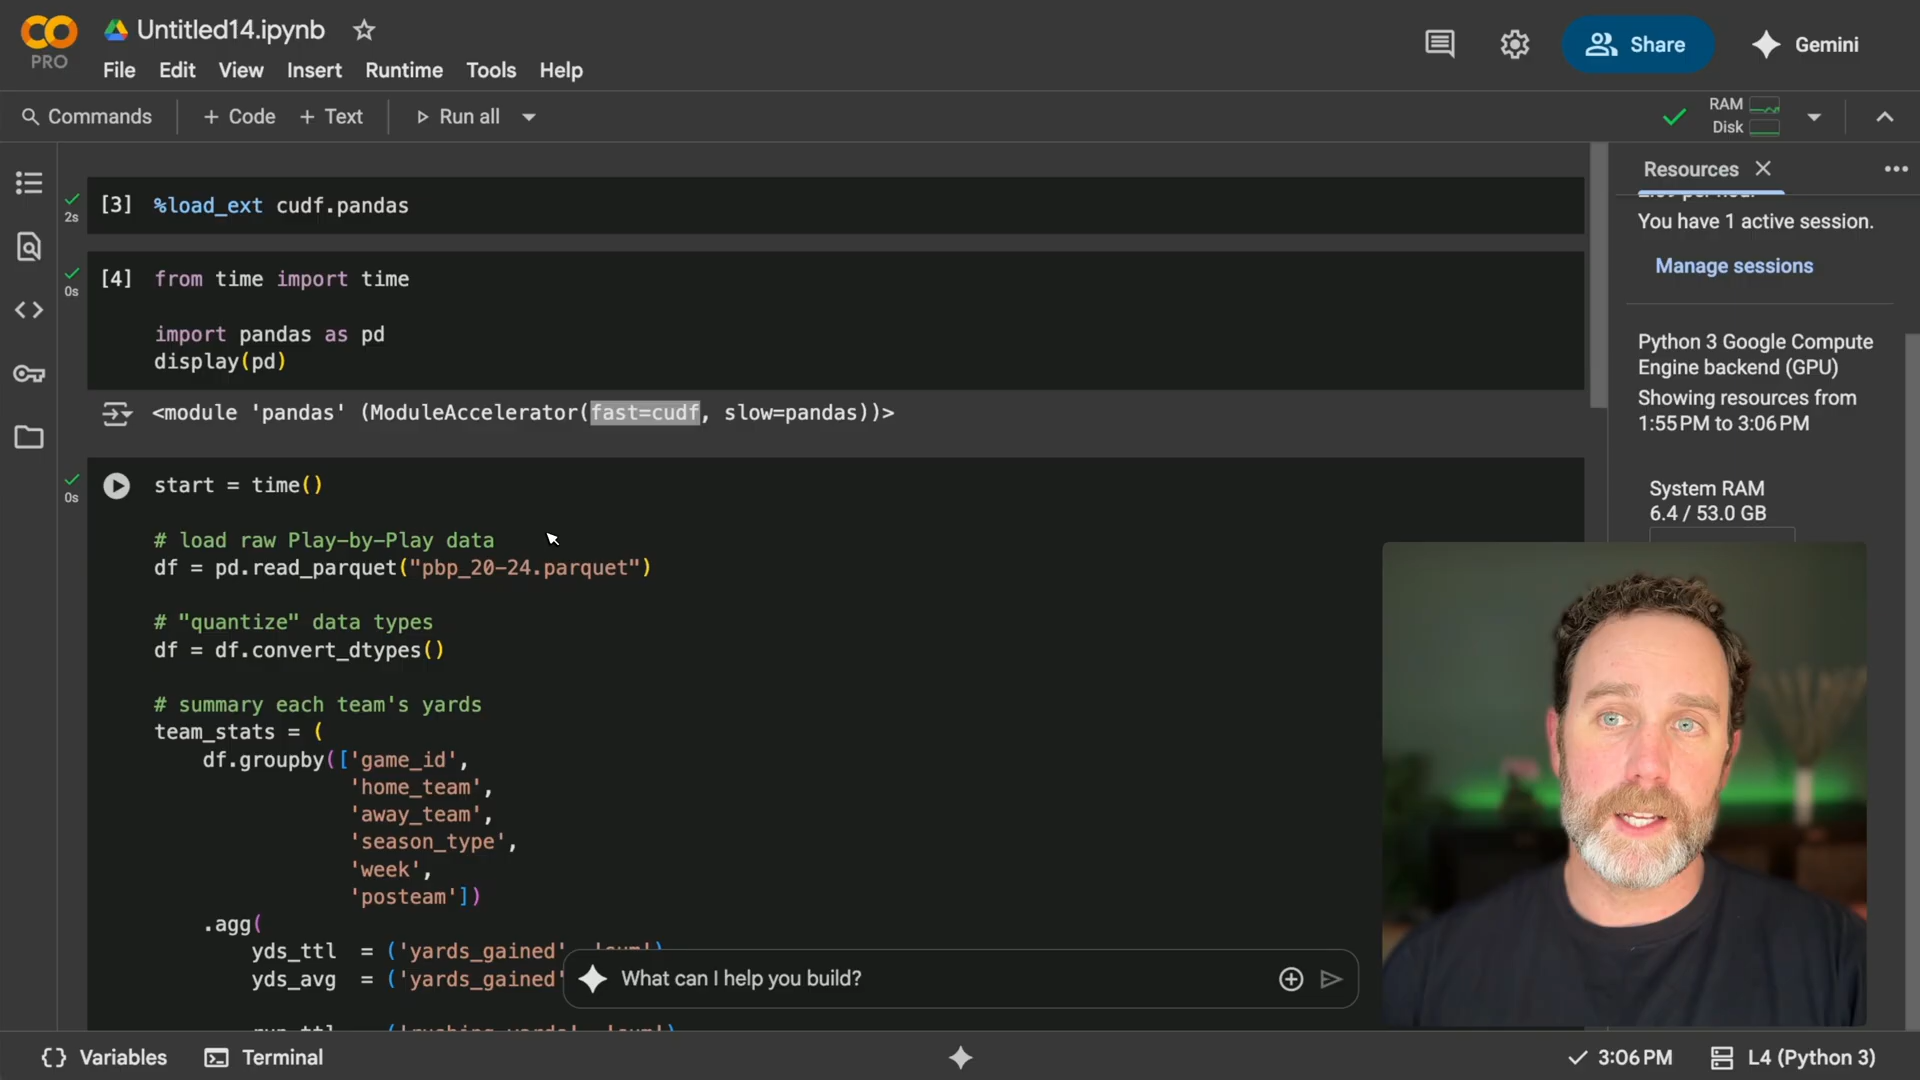 PRO
Untitled14.ipynb
File Edit View Insert Runtime Tools Help
Share
Gemini
Commands
+ Code
+ Text
Run all
RAM
Disk
2s
[3] %load_ext cudf.pandas
0s
[4] from time import time
import pandas as pd
display(pd)
<module 'pandas' (ModuleAccelerator(fast=cudf, slow=pandas))>
0s
start = time()
# load raw Play-by-Play data
df = pd.read_parquet("pbp_20-24.parquet")
# "quantize" data types
df = df.convert_dtypes()
# summary each team's yards
team_stats = (
df.groupby(['game_id',
'home_team',
'away_team',
'season_type',
'week',
'posteam'])
.agg(
yds_ttl = ('yards_gained', 'sum')
yds_avg = ('yards_gained'
What can I help you build?
Resources
You have 1 active session.
Manage sessions
Python 3 Google Compute
Engine backend (GPU)
Showing resources from
1:55 PM to 3:06 PM
System RAM
6.4 / 53.0 GB
Variables
Terminal
3:06 PM
L4 (Python 3)